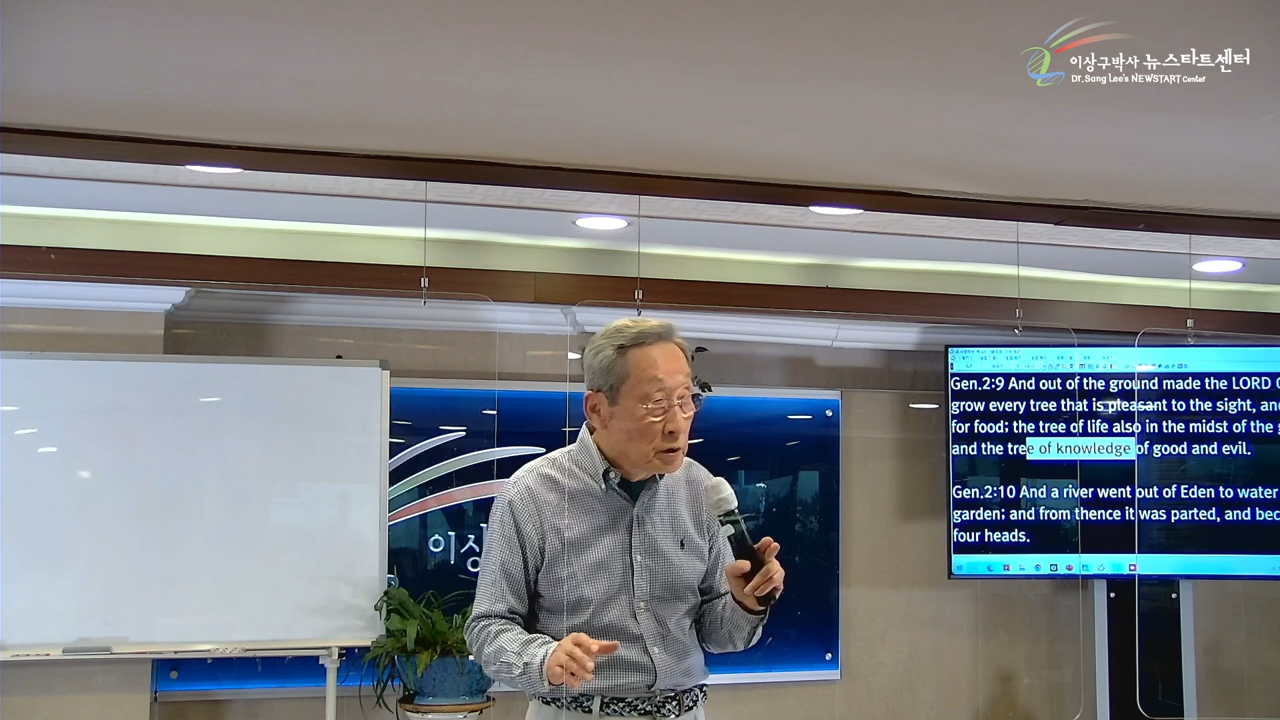 이상구박사 뉴스타트센터
Dr. Sang Lee's NEWSTART Center
Gen.2:9 And out of the ground made the LORD
grow every tree that is pleasant to the sight, and
for food; the tree of life also in the midst of the
and the tree of knowledge of good and evil.
Gen.2:10 And a river went out of Eden to water
garden; and from thence it was parted, and bec
four heads.
이상